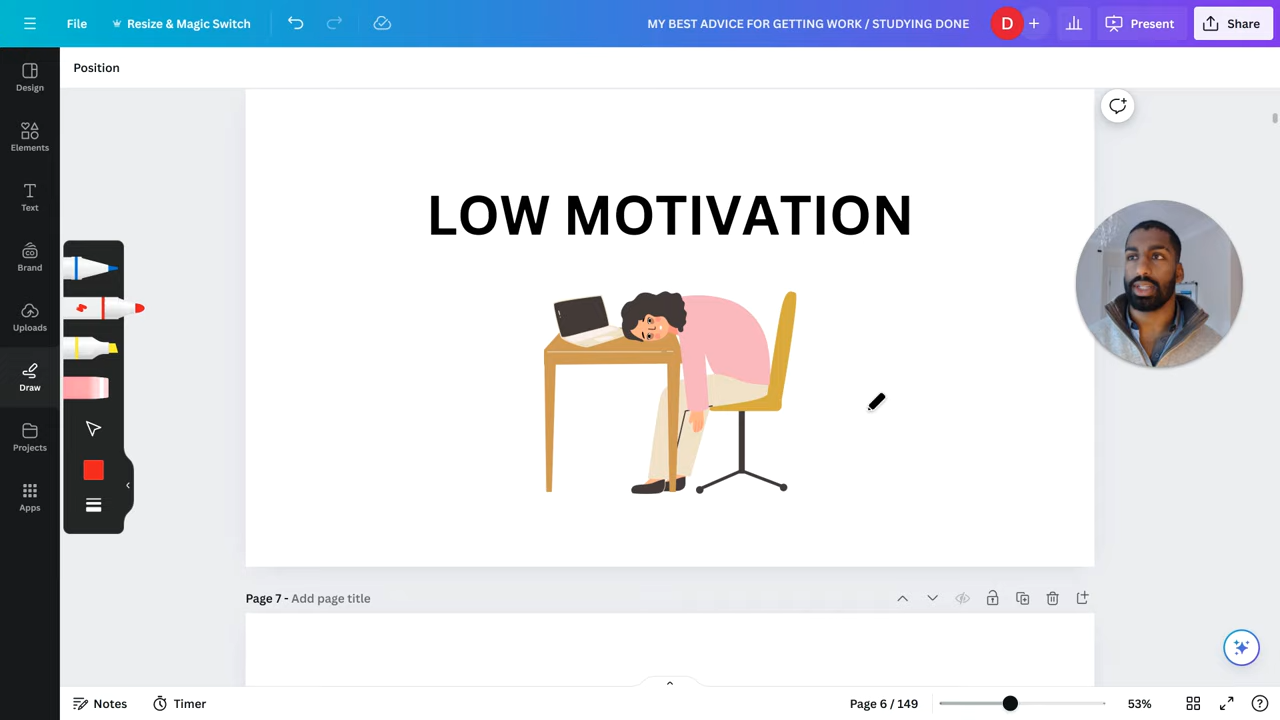 File
Resize & Magic Switch
MY BEST ADVICE FOR GETTING WORK / STUDYING DONE
D
Present
Share
Position
Design
Elements
Text
CO
Brand
Uploads
Draw
Projects
Apps
LOW MOTIVATION
Page 7 - Add page title
Notes
Timer
Page 6 / 149
53%